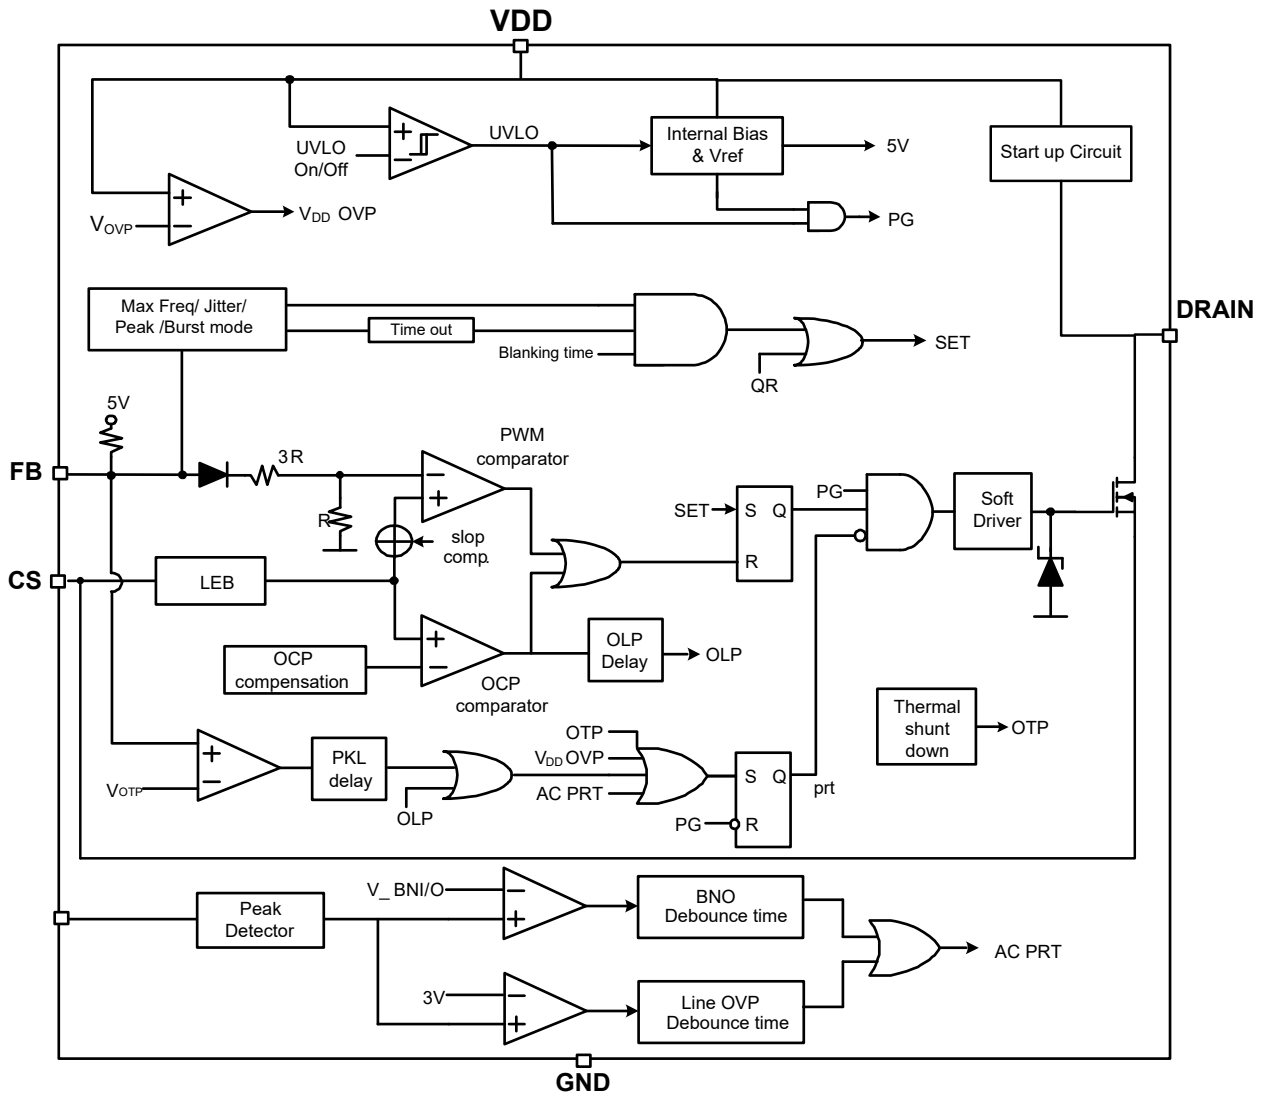 VDD
UVLO
On/Off
UVLO
Internal Bias
& Vref
5V
Start up Circuit
VOVP
VDD OVP
PG
Max Freq/ Jitter/
Peak /Burst mode
Time out
Blanking time
QR
SET
DRAIN
5V
FB
3R
R
PWM
comparator
slop
comp.
SET
S Q
R
PG
Soft
Driver
CS
LEB
OCP
compensation
OCP
comparator
OLP
Delay
OLP
Thermal
shunt
down
OTP
VOTP
PKL
delay
OLP
OTP
VDD OVP
AC PRT
PG
S Q
R
prt
Peak
Detector
V_ BNI/O
3V
BNO
Debounce time
Line OVP
Debounce time
AC PRT
GND